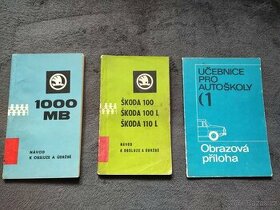 1000
MB
NÁVOD
K OBSLUZE A ÚDRŽBĚ
ŠKODA 100
ŠKODA 100 L
ŠKODA 110 L
NÁVOD
K OBSLUZE A ÚDRŽBĚ
UČEBNICE PRO
AUTOŠKOLY
(1
Obrazová
příloha